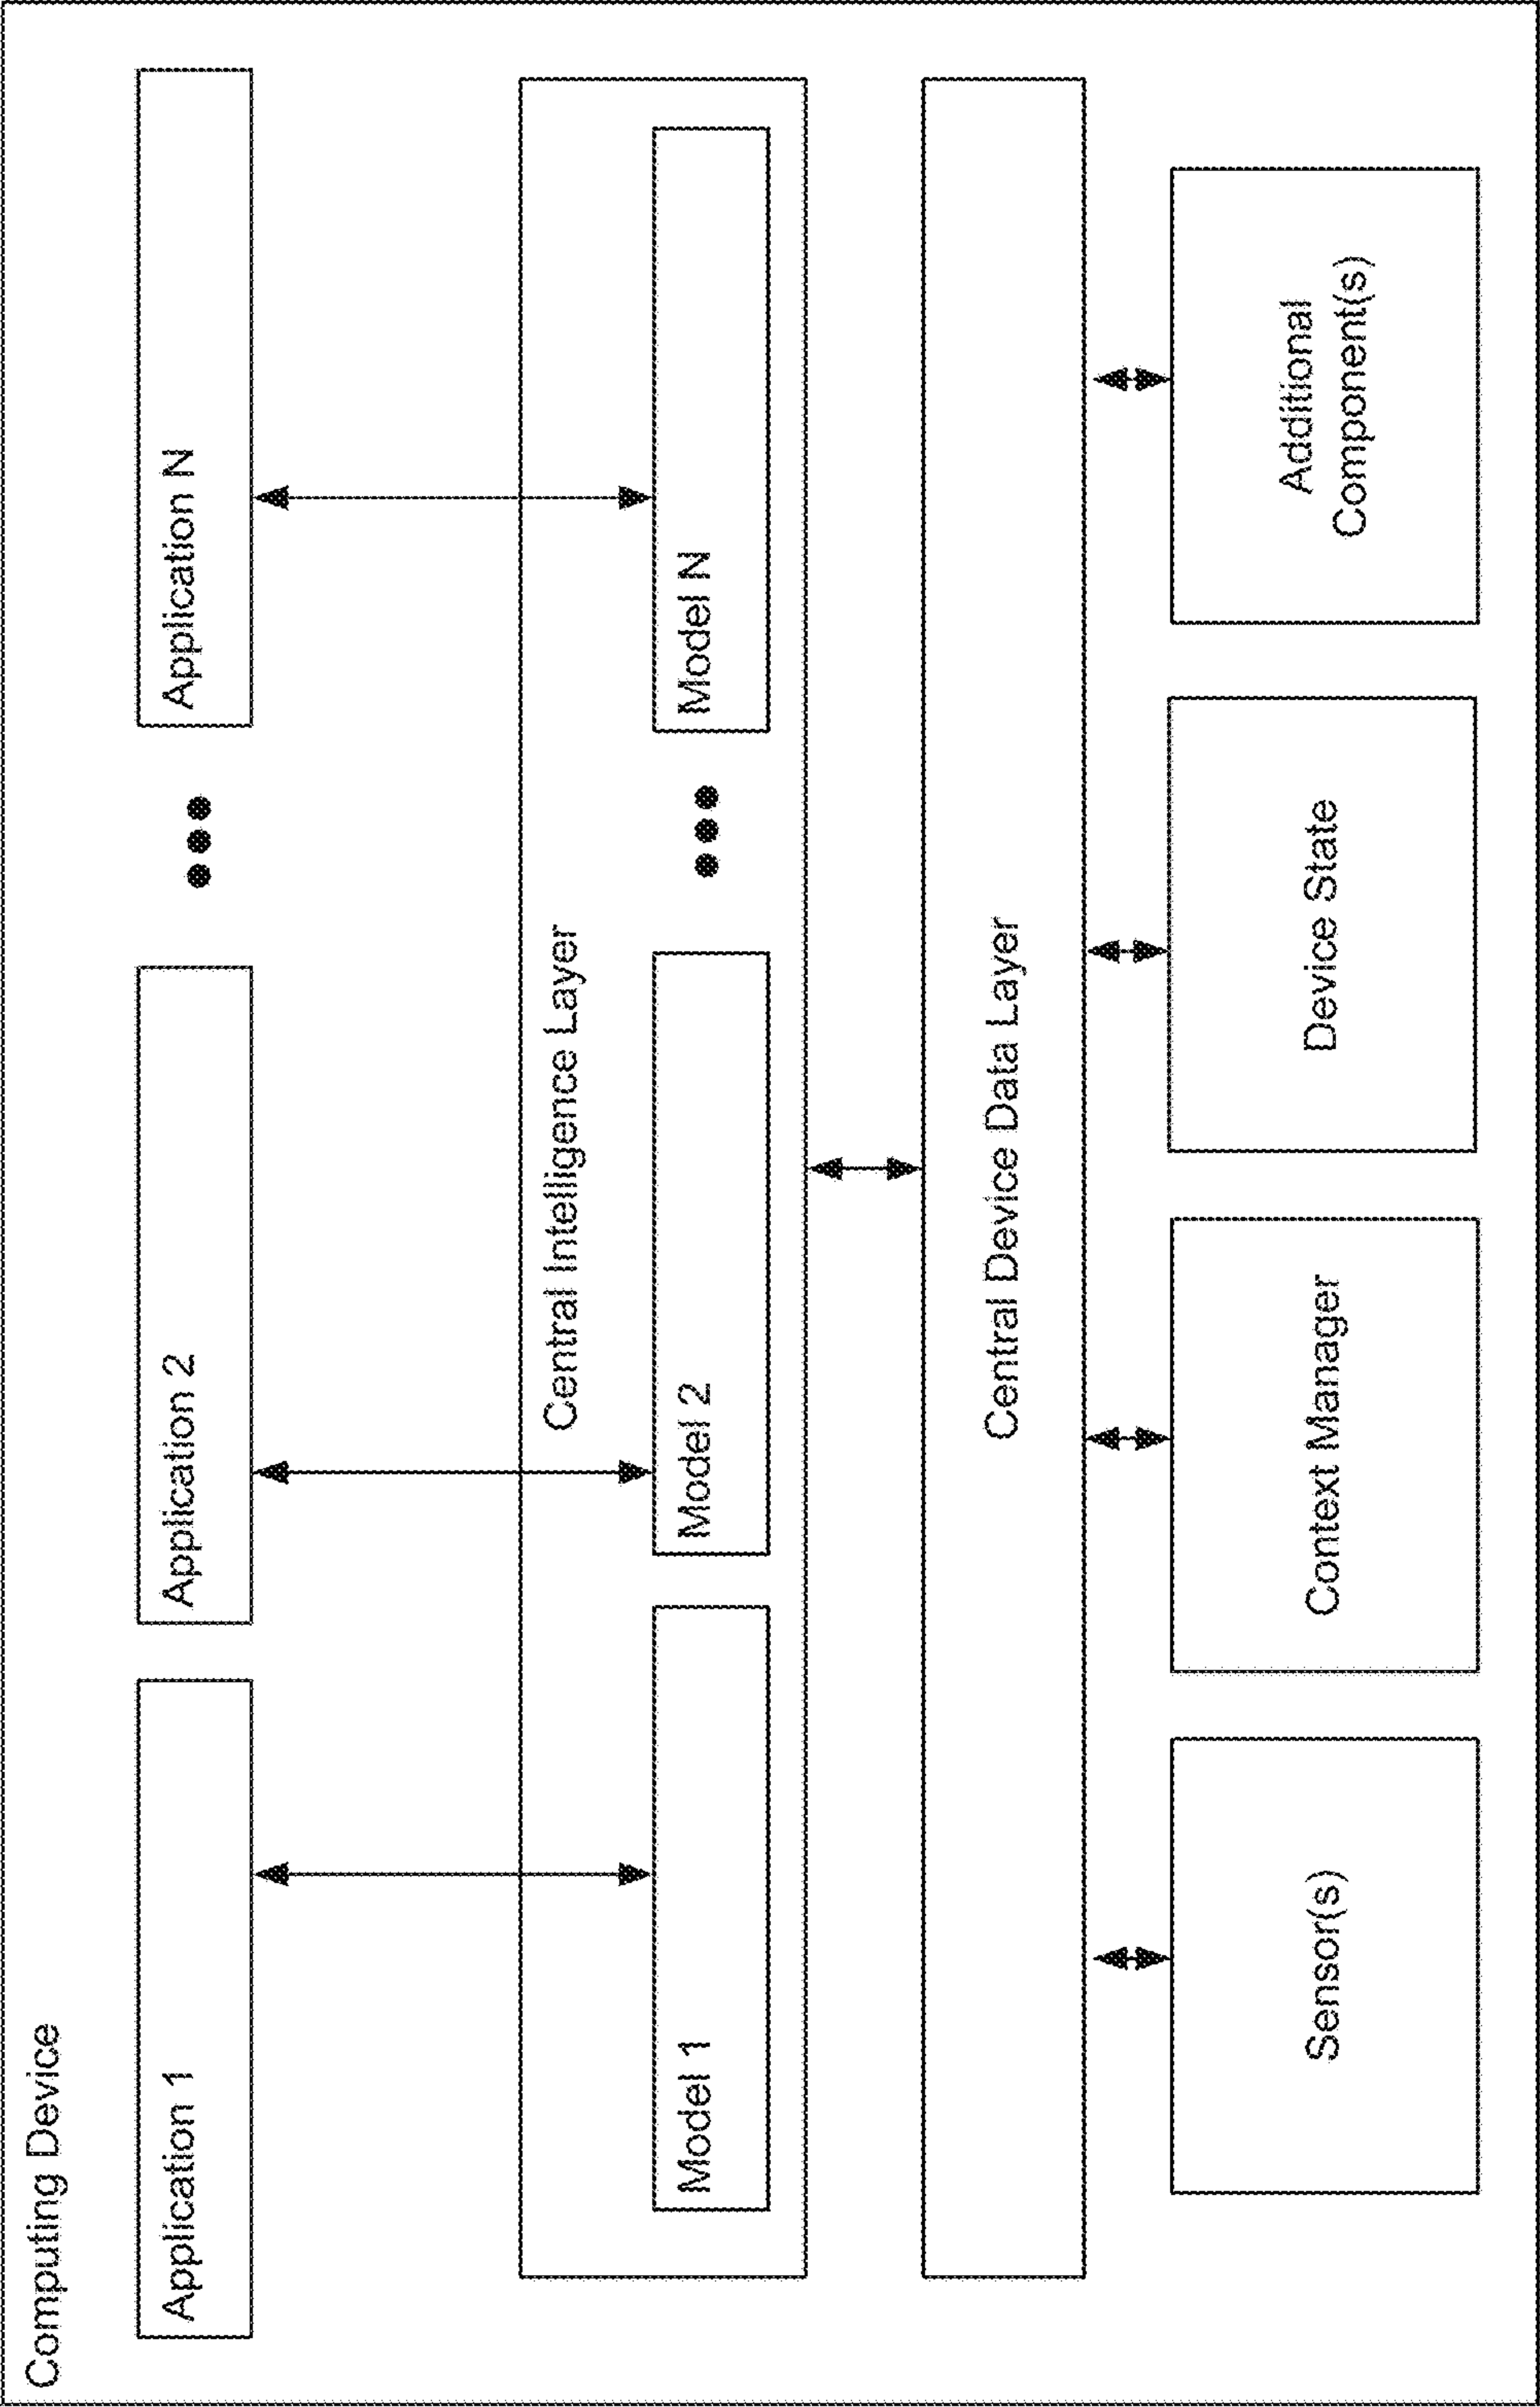 Computing Device
Application 1
Application 2
Application N
Central Intelligence Layer
Model 1
Model 2
Model N
Central Device Data Layer
Sensor(s)
Context Manager
Device State
Additional
Component(s)